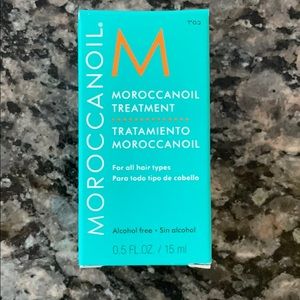 MOROCCANOIL®
M
MOROCCANOIL
TREATMENT
TRATAMIENTO
MOROCCANOIL
For all hair types
Para todo tipo de cabello
Alcohol free • Sin alcohol
0.5 FL.OZ. / 15 ml